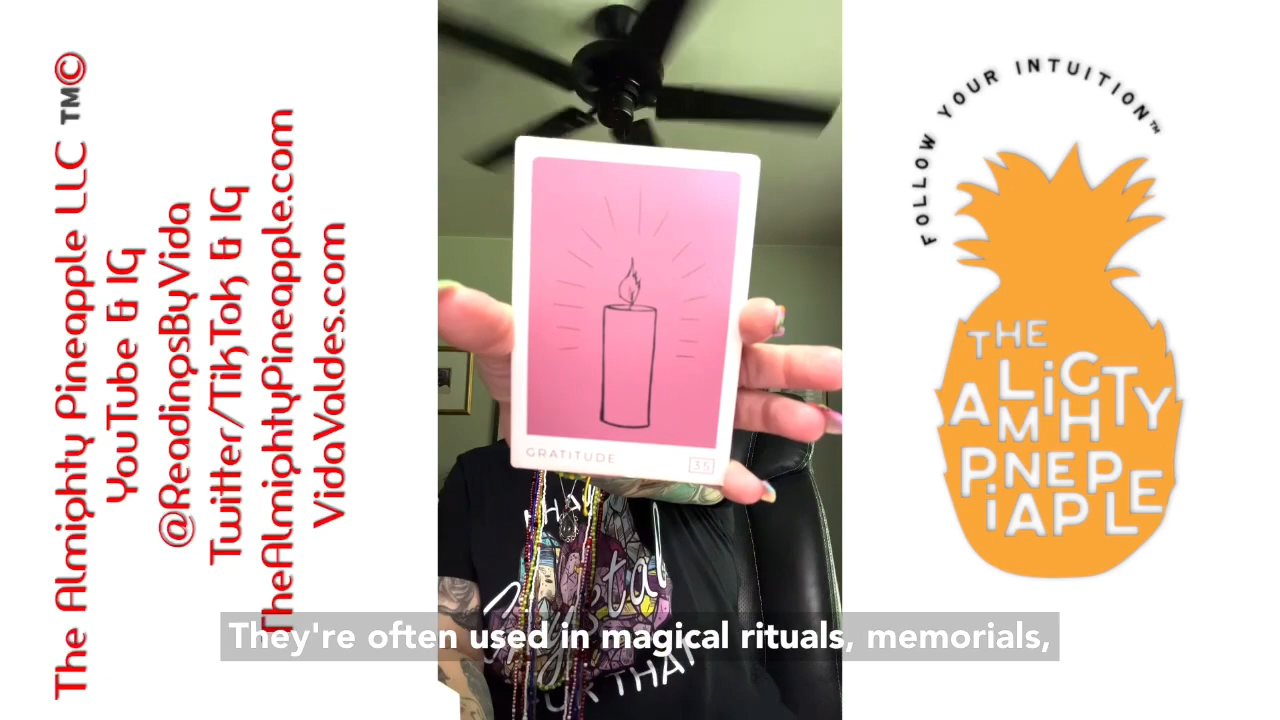 The Almighty Pineapple LLC ™©
YouTube & IG
@ReadingsByVida
Twitter/TikTok & IG
TheAlmightyPineapple.com
VidaValdes.com
GRATITUDE
35
They're often used in magical rituals, memorials,
FOLLOW YOUR INTUITION™
THE
ALMiGHTY
PiNEAPPLE